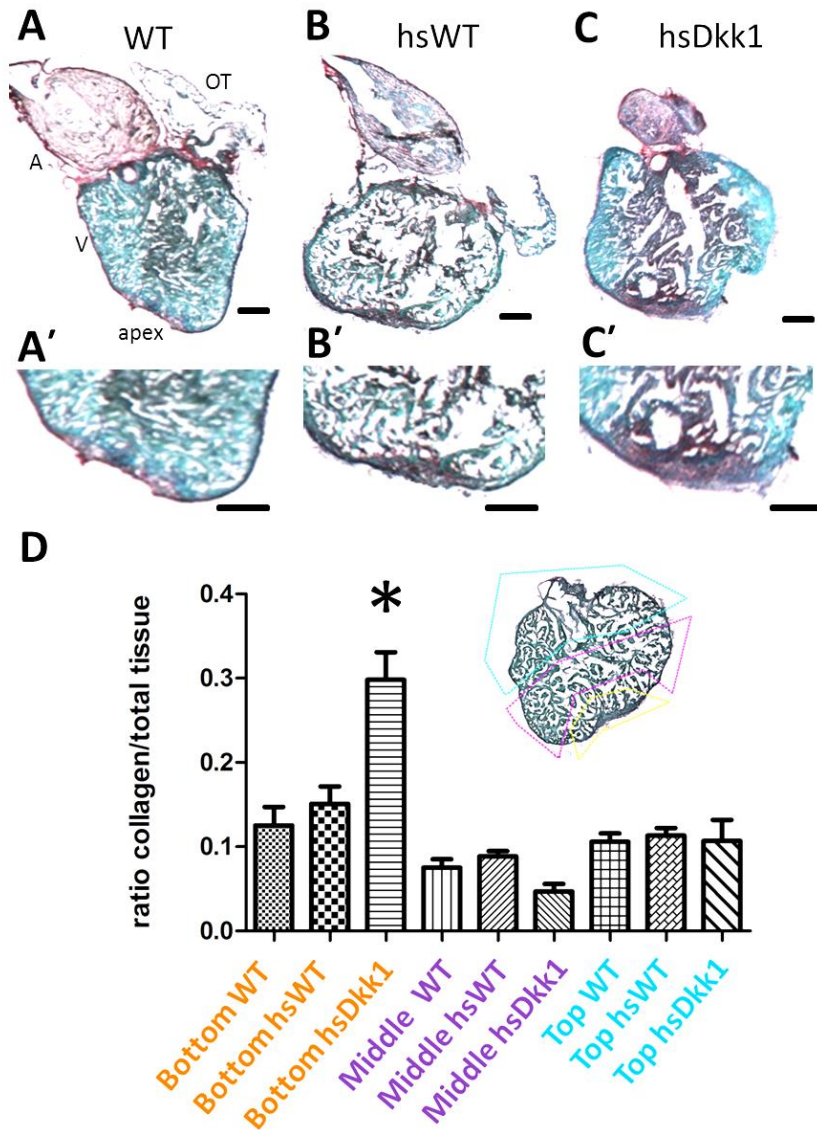 A
WT
B
hsWT
C
hsDkk1
OT
A
V
apex
A′
B′
C′
D
ratio collagen/total tissue
0.4
0.3
0.2
0.1
0.0
*
Bottom WT
Bottom hsWT
Bottom hsDkk1
Middle WT
Middle hsWT
Middle hsDkk1
Top WT
Top hsWT
Top hsDkk1